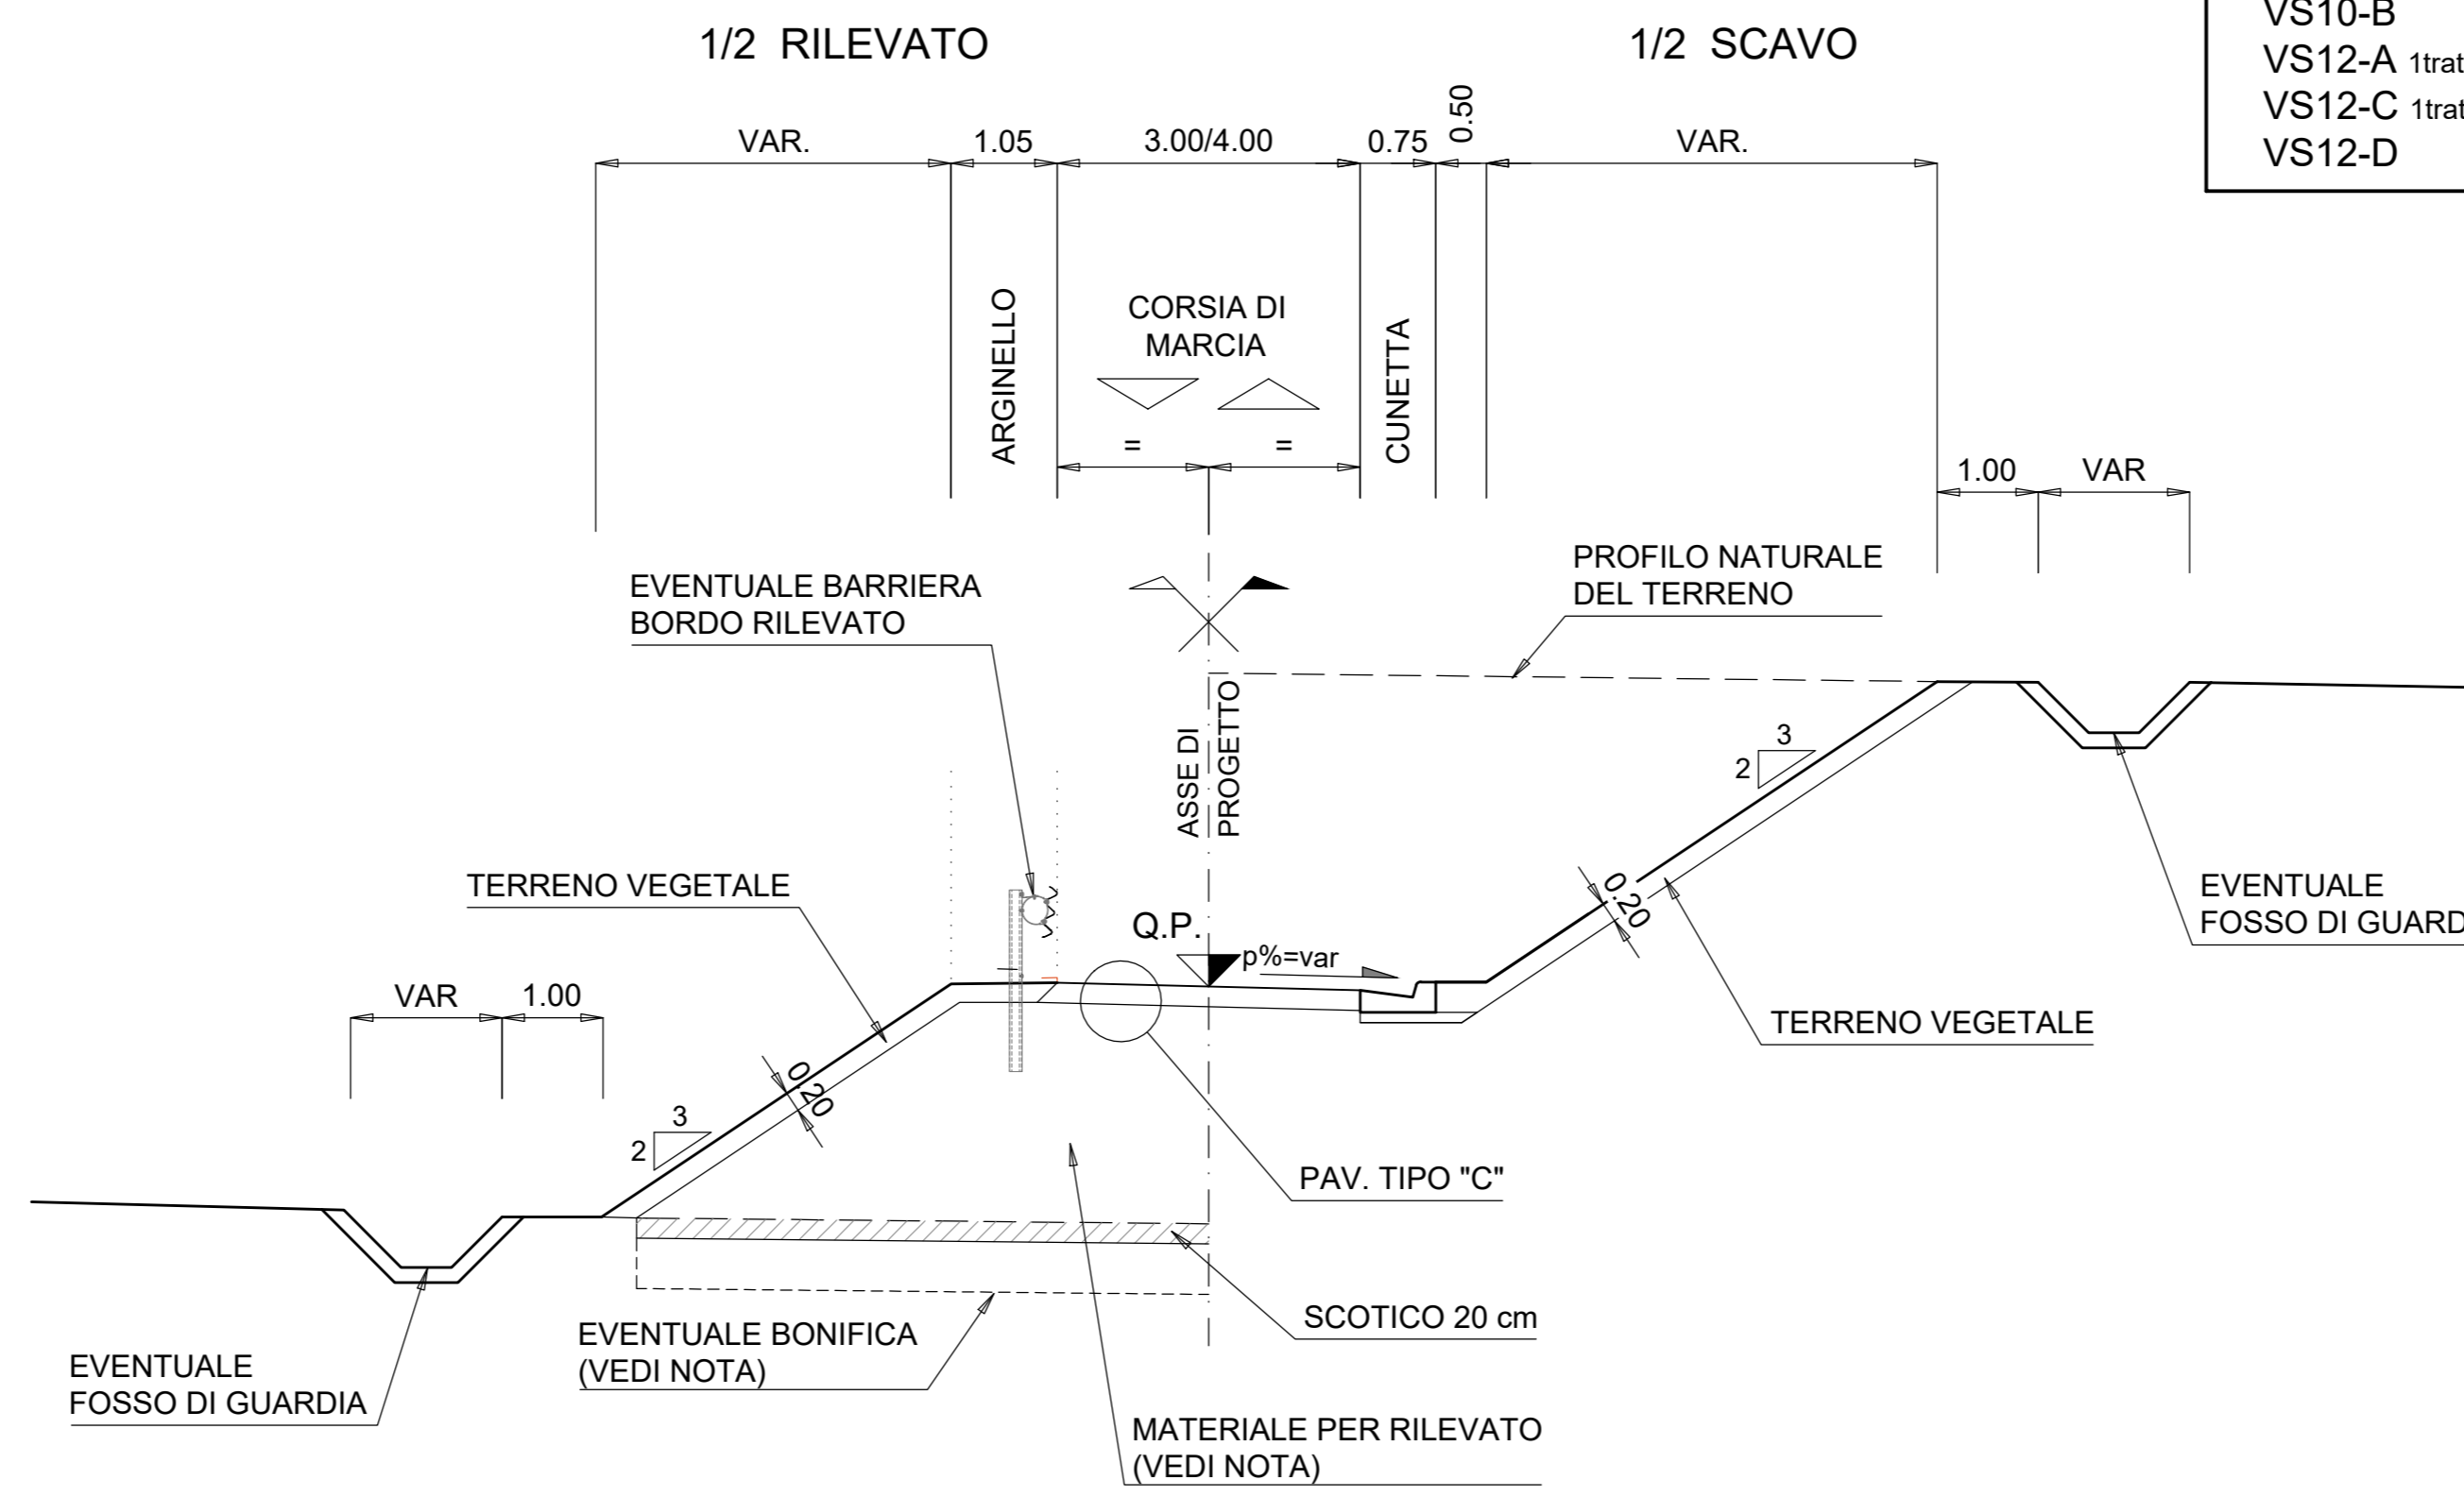 VS10-B
1/2 RILEVATO
1/2 SCAVO
VS12-A 1trat
VS12-C 1trat
VS12-D
VAR.
1.05
3.00/4.00
0.75
0.50
VAR.
ARGINELLO
CORSIA DI
MARCIA
CUNETTA
=
=
1.00
VAR
PROFILO NATURALE
DEL TERRENO
EVENTUALE BARRIERA
BORDO RILEVATO
ASSE DI
PROGETTO
3
2
TERRENO VEGETALE
0.20
EVENTUALE
FOSSO DI GUARD
Q.P.
p%=var
VAR
1.00
TERRENO VEGETALE
0.20
3
2
PAV. TIPO "C"
SCOTICO 20 cm
EVENTUALE BONIFICA
(VEDI NOTA)
EVENTUALE
FOSSO DI GUARDIA
MATERIALE PER RILEVATO
(VEDI NOTA)